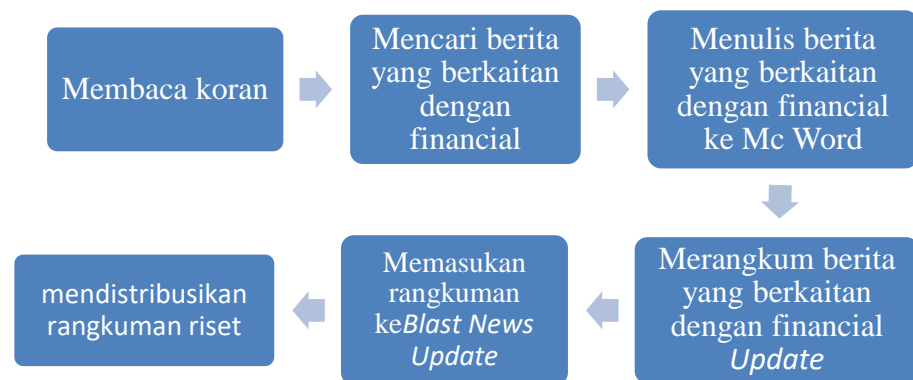 Membaca koran
Mencari berita
yang berkaitan
dengan
financial
Menulis berita
yang berkaitan
dengan financial
ke Mc Word
Merangkum berita
yang berkaitan
dengan financial
Update
Memasukan
rangkuman
keBlast News
Update
mendistribusikan
rangkuman riset